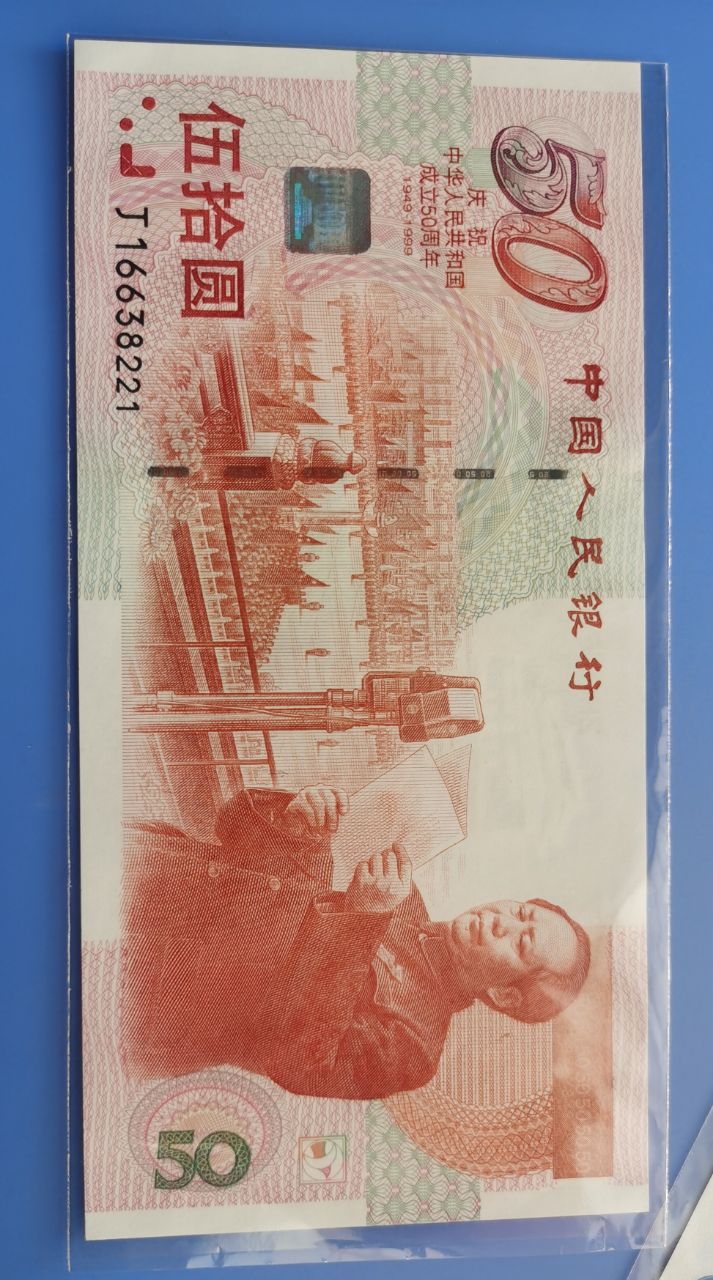 中国人民银行
50
庆祝
中华人民共和国
成立50周年
1949-1999
伍拾圆
J16638221
50